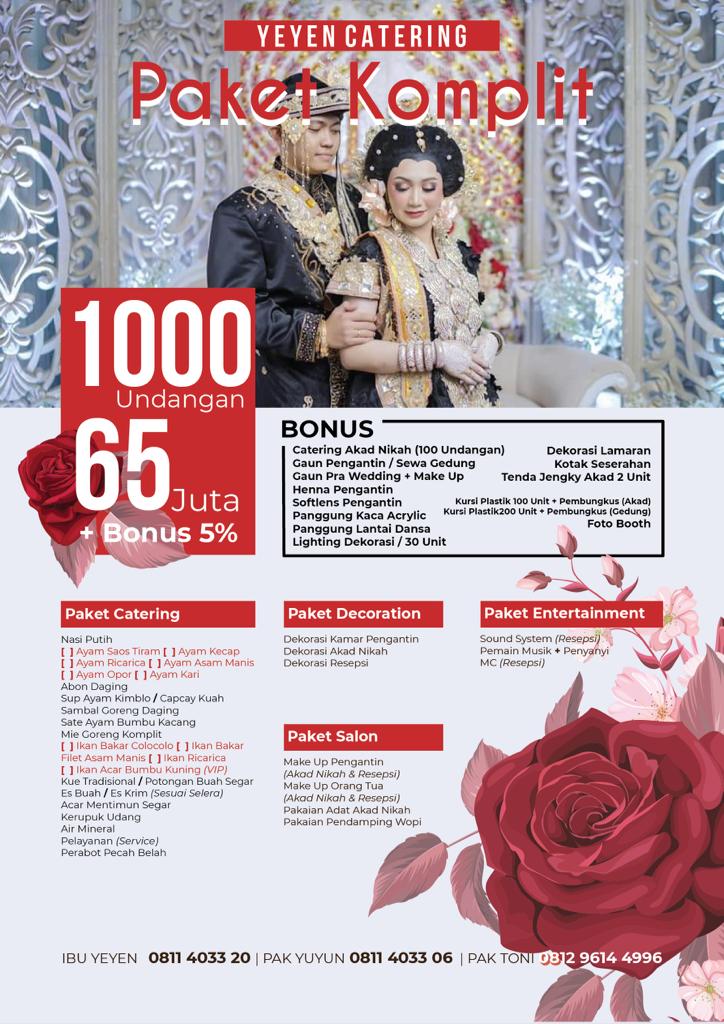 YEYEN CATERING
Paket Komplit
1000
Undangan
65
Juta
+ Bonus 5%
BONUS
Catering Akad Nikah (100 Undangan)
Gaun Pengantin / Sewa Gedung
Gaun Pra Wedding + Make Up
Henna Pengantin
Softlens Pengantin
Panggung Kaca Acrylic
Panggung Lantai Dansa
Lighting Dekorasi / 30 Unit
Dekorasi Lamaran
Kotak Seserahan
Tenda Jengky Akad 2 Unit
Kursi Plastik 100 Unit + Pembungkus (Akad)
Kursi Plastik200 Unit + Pembungkus (Gedung)
Foto Booth
Paket Catering
Nasi Putih
[ ] Ayam Saos Tiram [ ] Ayam Kecap
[ ] Ayam Ricarica [ ] Ayam Asam Manis
[ ] Ayam Opor [ ] Ayam Kari
Abon Daging
Sup Ayam Kimblo / Capcay Kuah
Sambal Goreng Daging
Sate Ayam Bumbu Kacang
Mie Goreng Komplit
[ ] Ikan Bakar Colocolo [ ] Ikan Bakar
Filet Asam Manis [ ] Ikan Ricarica
[ ] Ikan Acar Bumbu Kuning (VIP)
Kue Tradisional / Potongan Buah Segar
Es Buah / Es Krim (Sesuai Selera)
Acar Mentimun Segar
Kerupuk Udang
Air Mineral
Pelayanan (Service)
Perabot Pecah Belah
Paket Decoration
Dekorasi Kamar Pengantin
Dekorasi Akad Nikah
Dekorasi Resepsi
Paket Salon
Make Up Pengantin
(Akad Nikah & Resepsi)
Make Up Orang Tua
(Akad Nikah & Resepsi)
Pakaian Adat Akad Nikah
Pakaian Pendamping Wopi
Paket Entertainment
Sound System (Resepsi)
Pemain Musik + Penyanyi
MC (Resepsi)
IBU YEYEN 0811 4033 20 | PAK YUYUN 0811 4033 06 | PAK TONI 0812 9614 4996